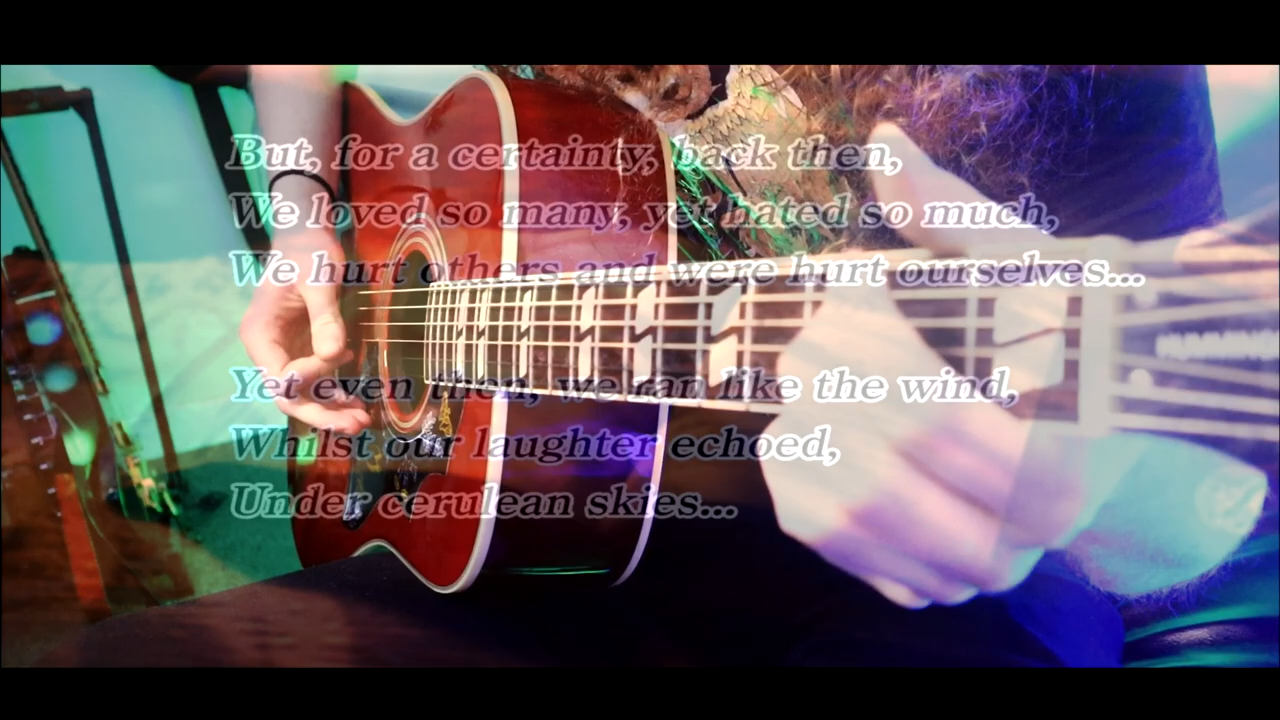 But, for a certainty, back then,
We loved so many, yet hated so much,
We hurt others and were hurt ourselves...
Yet even then, we ran like the wind,
Whilst our laughter echoed,
Under cerulean skies...